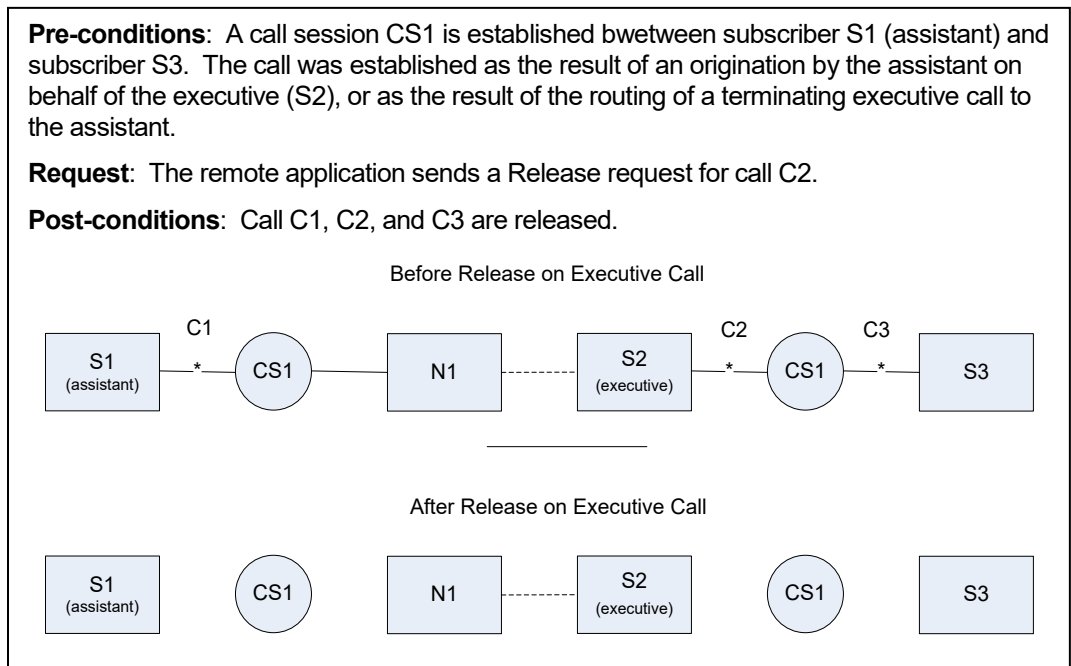 Pre-conditions: A call session CS1 is established bwetween subscriber S1 (assistant) and
subscriber S3. The call was established as the result of an origination by the assistant on
behalf of the executive (S2), or as the result of the routing of a terminating executive call to
the assistant.
Request: The remote application sends a Release request for call C2.
Post-conditions: Call C1, C2, and C3 are released.
Before Release on Executive Call
C1 C2 C3
S1 (assistant) * CS1 N1 S2 (executive) * CS1 * S3
After Release on Executive Call
S1 (assistant) CS1 N1 S2 (executive) CS1 S3